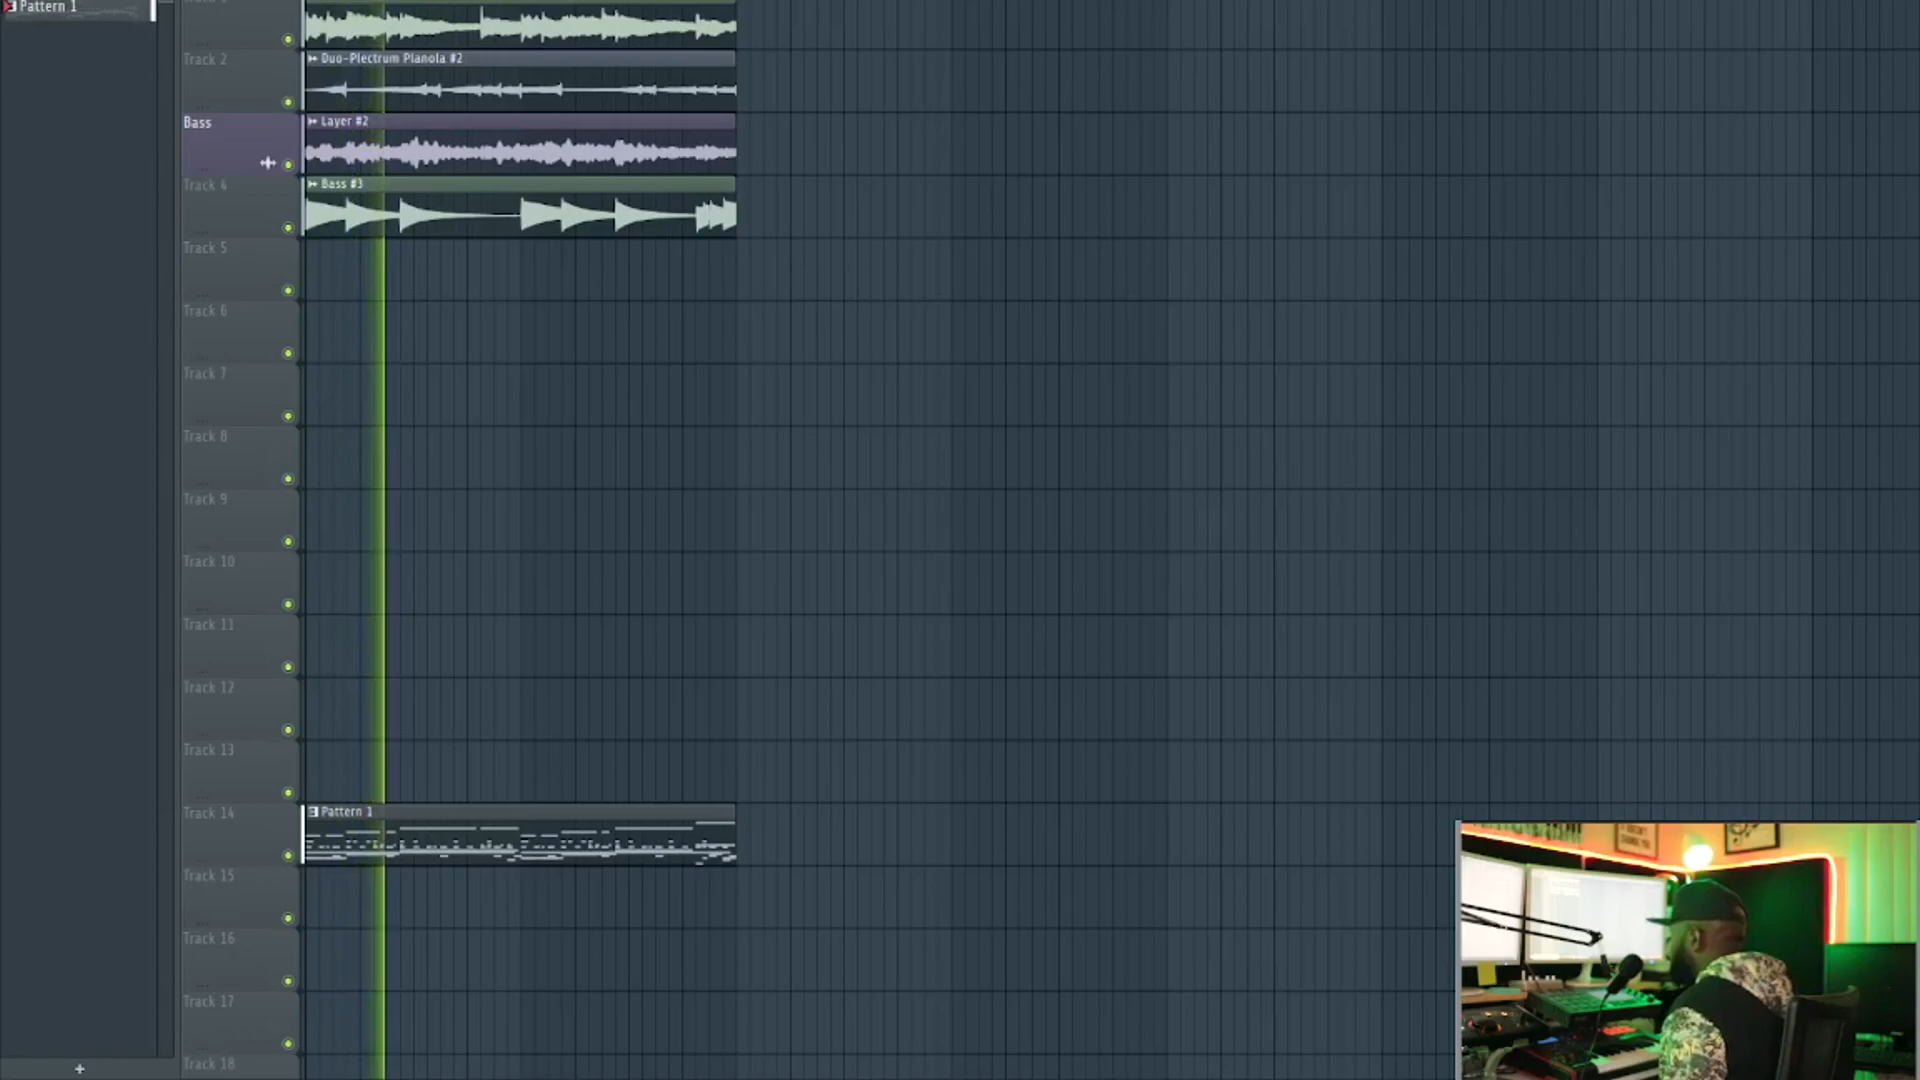 Pattern 1
Track 2
Duo-Plectrum Pianola #2
Bass
Layer #2
Track 4
Bass #3
Track 5
Track 6
Track 7
Track 8
Track 9
Track 10
Track 11
Track 12
Track 13
Track 14
Pattern 1
Track 15
Track 16
Track 17
Track 18
+